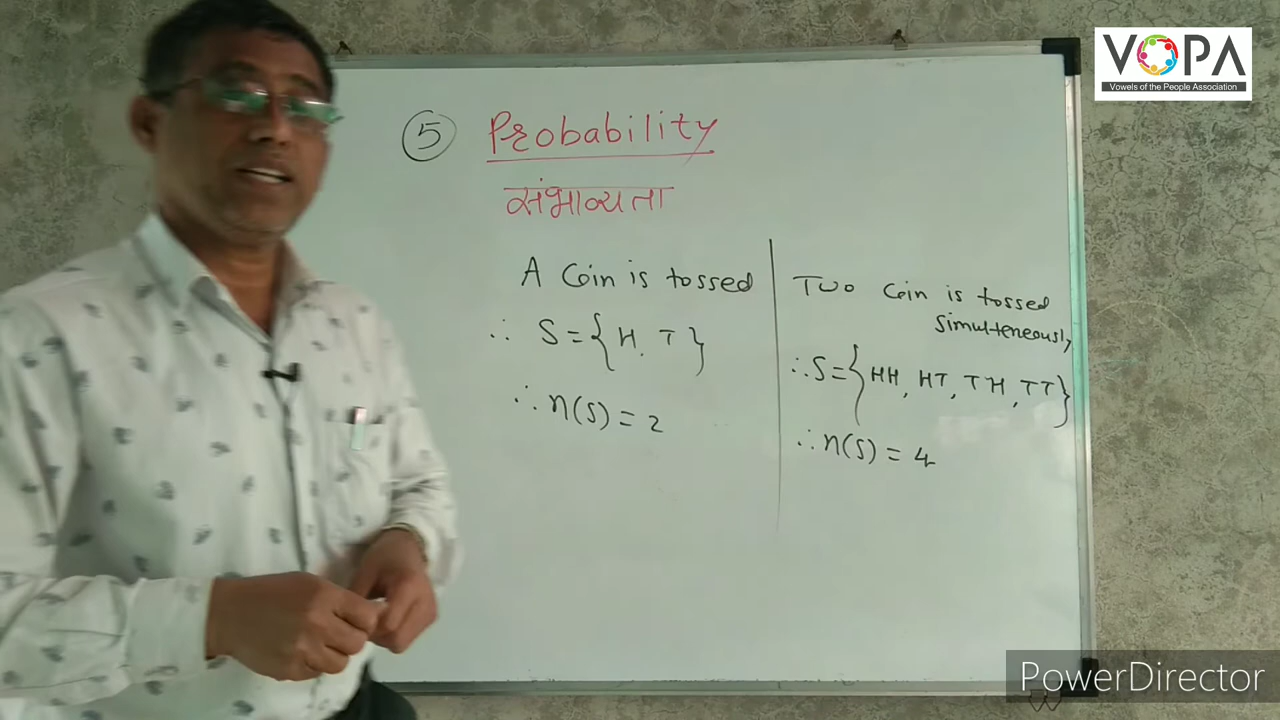 VOPA
Vowels of the People Association
5 Probability
संभाव्यता
A Coin is tossed
∴ S={H, T}
∴ n(S) = 2
Two Coin is tossed
simulteneously
∴S={HH, HT, TH, TT}
∴n(S) = 4
PowerDirector